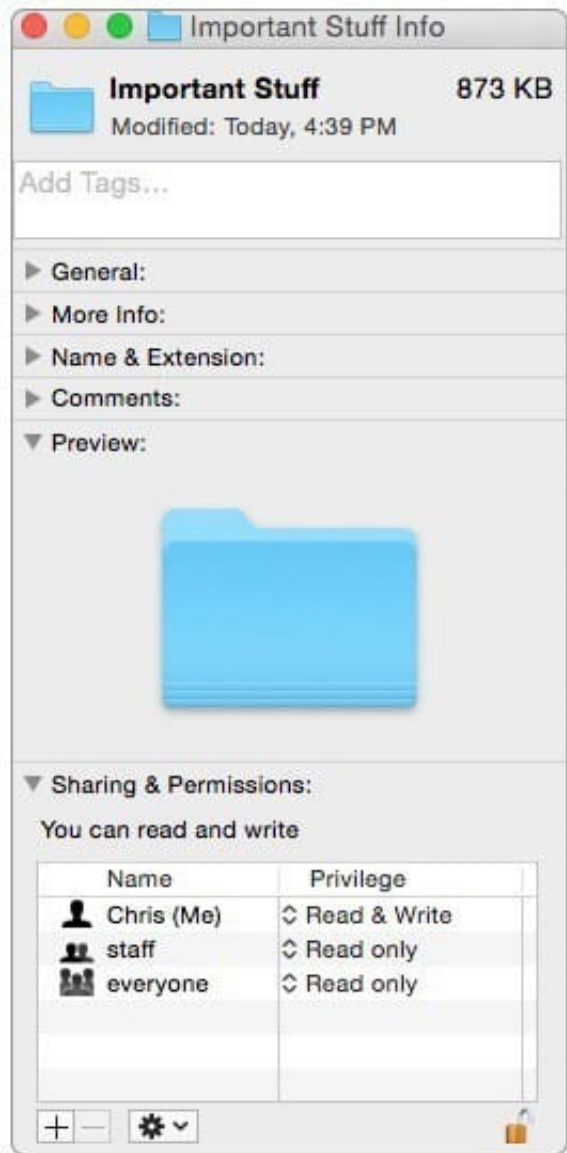 Important Stuff Info
Important Stuff 873 KB
Modified: Today, 4:39 PM
Add Tags...
General:
More Info:
Name & Extension:
Comments:
Preview:
Sharing & Permissions:
You can read and write
Name Privilege
Chris (Me) Read & Write
staff Read only
everyone Read only